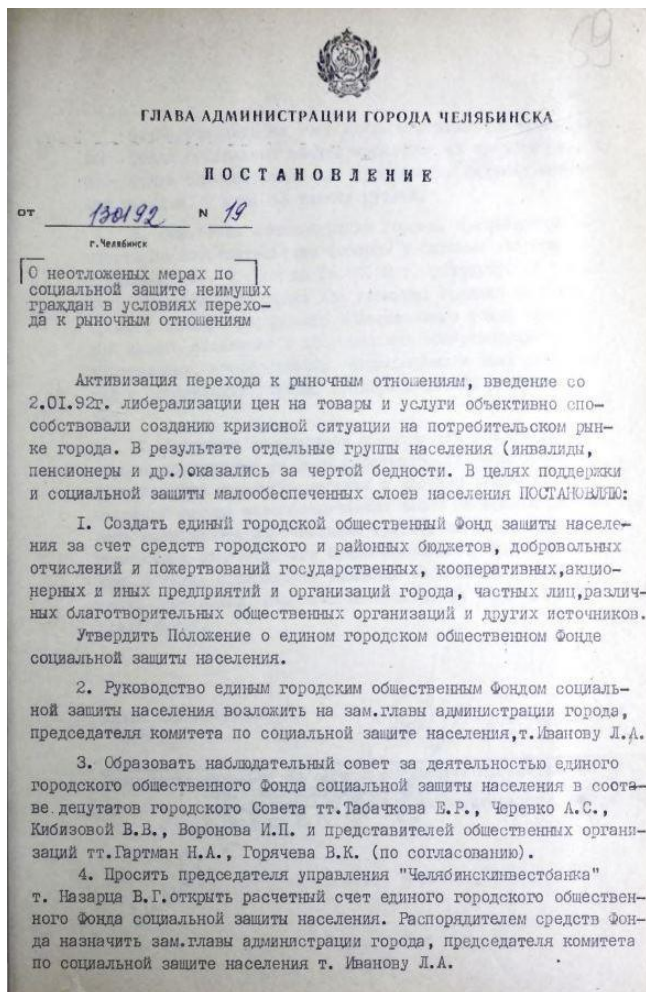 59
ГЛАВА АДМИНИСТРАЦИИ ГОРОДА ЧЕЛЯБИНСКА
ПОСТАНОВЛЕНИЕ
от 130192 N 19
г.Челябинск
О неотложеных мерах по
социальной защите неимущих
граждан в условиях перехо-
да к рыночным отношениям
Активизация перехода к рыночным отношениям, введение со
2.01.92г. либерализации цен на товары и услуги объективно спо-
собствовали созданию кризисной ситуации на потребительском рын-
ке города. В результате отдельные группы населения (инвалиды,
пенсионеры и др.)оказались за чертой бедности. В целях поддержки
и социальной защиты малообеспеченных слоев населения ПОСТАНОВЛЯЮ:
I. Создать единый городской общественный Фонд защиты населе-
ния за счет средств городского и районных бюджетов, добровольных
отчислений и пожертвований государственных, кооперативных,акцио-
нерных и иных предприятий и организаций города, частных лиц,различ-
ных благотворительных общественных организаций и других источников.
Утвердить Положение о едином городском общественном Фонде
социальной защиты населения.
2. Руководство единым городским общественным Фондом социаль-
ной защиты населения возложить на зам.главы администрации города,
председателя комитета по социальной защите населения,т.Иванову Л.А.
3. Образовать наблюдательный совет за деятельностью единого
городского общественного Фонда социальной защиты населения в соста-
ве депутатов городского Совета тт.Табачкова Е.Р., Черевко А.С.,
Кибизовой В.В., Воронова И.П. и представителей общественных органи-
заций тт.Гартман Н.А., Горячева В.К. (по согласованию).
4. Просить председателя управления "Челябинскинвестбанка"
т. Назарца В.Г.открыть расчетный счет единого городского обществен-
ного Фонда социальной защиты населения. Распорядителем средств Фон-
да назначить зам.главы администрации города, председателя комитета
по социальной защите населения т. Иванову Л.А.